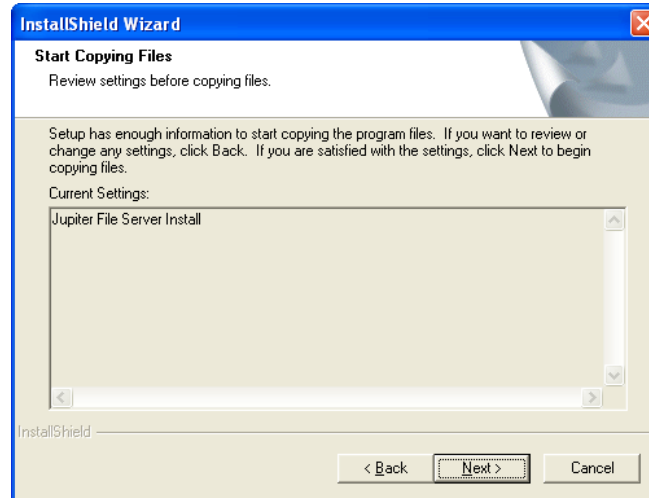 InstallShield Wizard
Start Copying Files
Review settings before copying files.
Setup has enough information to start copying the program files. If you want to review or
change any settings, click Back. If you are satisfied with the settings, click Next to begin
copying files.
Current Settings:
Jupiter File Server Install
InstallShield
< Back
Next >
Cancel